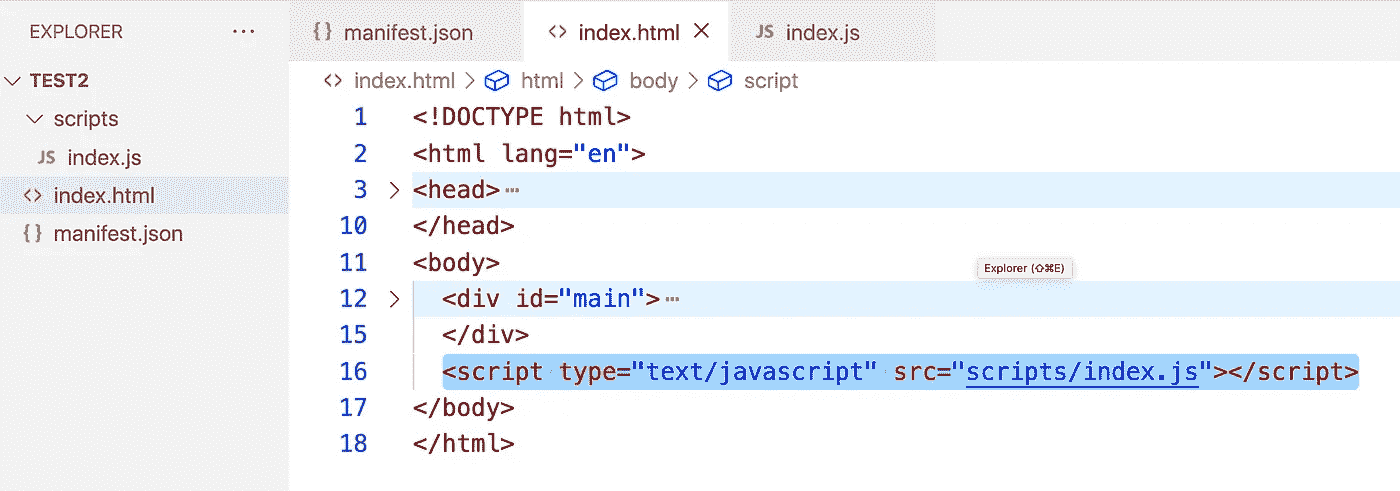 EXPLORER ···
TEST2
scripts
JS index.js
<> index.html
{} manifest.json
{} manifest.json <> index.html × JS index.js
<> index.html > html > body > script
1 <!DOCTYPE html>
2 <html lang="en">
3 > <head>···
10 </head>
11 <body>
Explorer (⇧⌘E)
12 > <div id="main">···
15 </div>
16 <script type="text/javascript" src="scripts/index.js"></script>
17 </body>
18 </html>